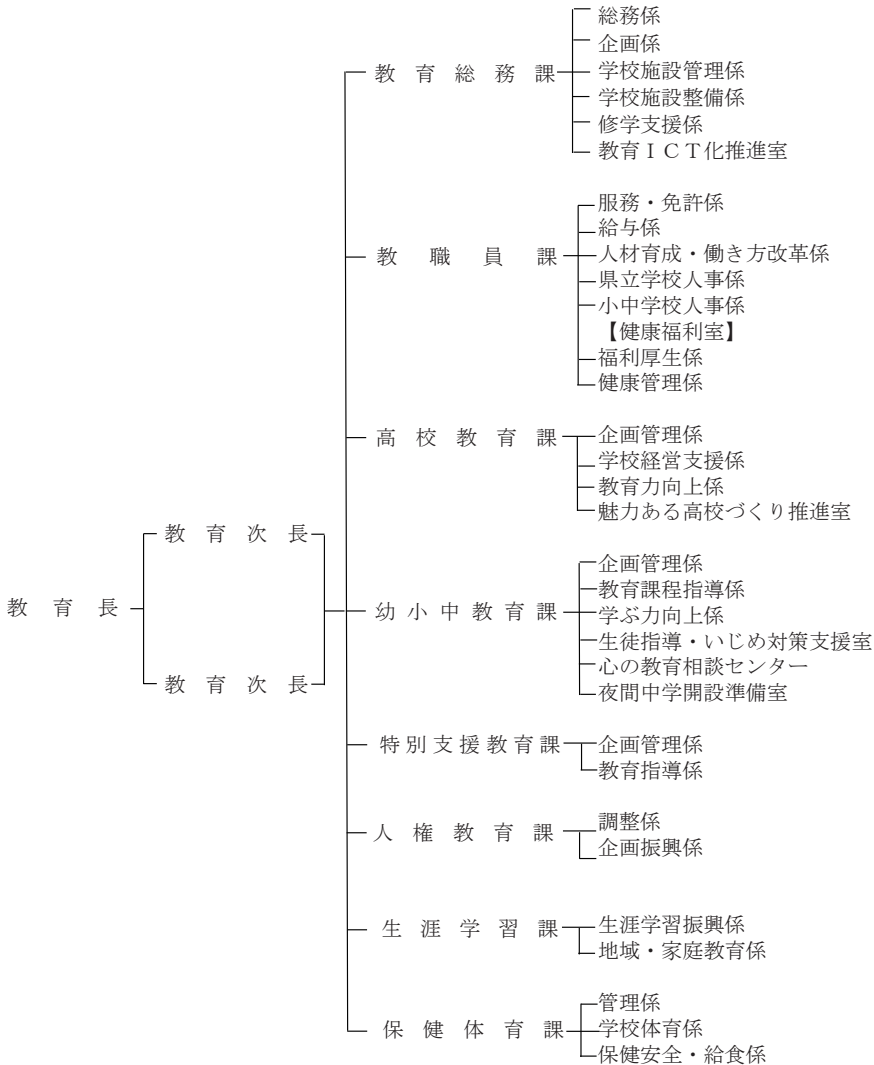 教育長
教育次長
教育次長
教育総務課
総務係
企画係
学校施設管理係
学校施設整備係
修学支援係
教育ＩＣＴ化推進室
教職員課
服務・免許係
給与係
人材育成・働き方改革係
県立学校人事係
小中学校人事係
【健康福利室】
福利厚生係
健康管理係
高校教育課
企画管理係
学校経営支援係
教育力向上係
魅力ある高校づくり推進室
幼小中教育課
企画管理係
教育課程指導係
学ぶ力向上係
生徒指導・いじめ対策支援室
心の教育相談センター
夜間中学開設準備室
特別支援教育課
企画管理係
教育指導係
人権教育課
調整係
企画振興係
生涯学習課
生涯学習振興係
地域・家庭教育係
保健体育課
管理係
学校体育係
保健安全・給食係